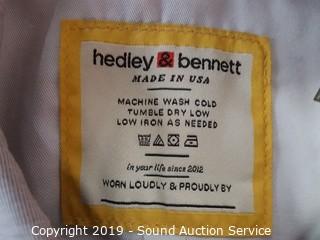 hedley & bennett
MADE IN USA
MACHINE WASH COLD
TUMBLE DRY LOW
LOW IRON AS NEEDED
in your life since 2012
WORN LOUDLY & PROUDLY BY
Copyright 2019 - Sound Auction Service